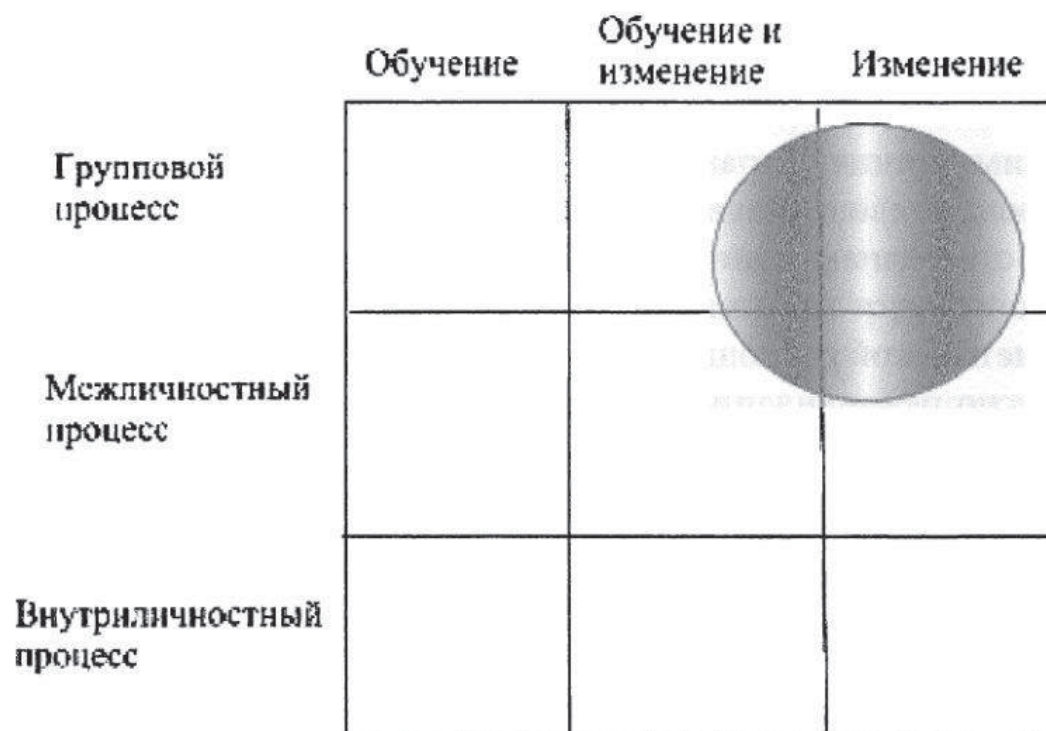 Обучение
Обучение и
изменение
Изменение
Групповой
процесс
Межличностный
процесс
Внутриличностный
процесс